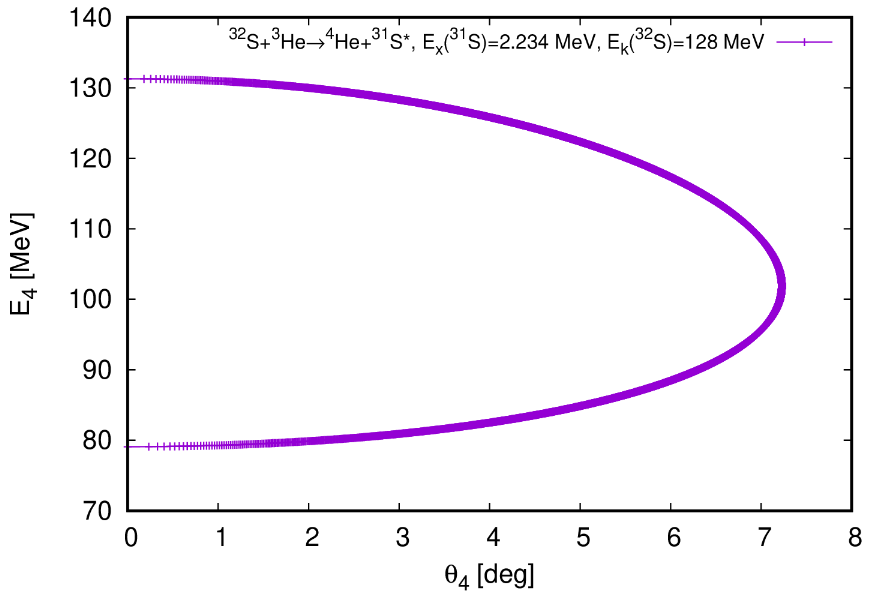 ³²S+³He→⁴He+³¹S*, Eₓ(³¹S)=2.234 MeV, Eₖ(³²S)=128 MeV
140
130
120
110
100
90
80
70
E₄ [MeV]
0 1 2 3 4 5 6 7 8
θ₄ [deg]